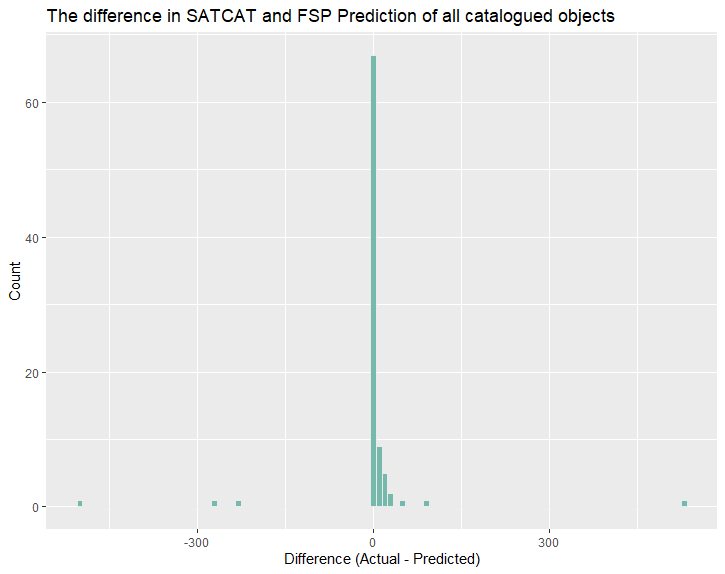 The difference in SATCAT and FSP Prediction of all catalogued objects
60
40
20
0
Count
-300
0
300
Difference (Actual - Predicted)